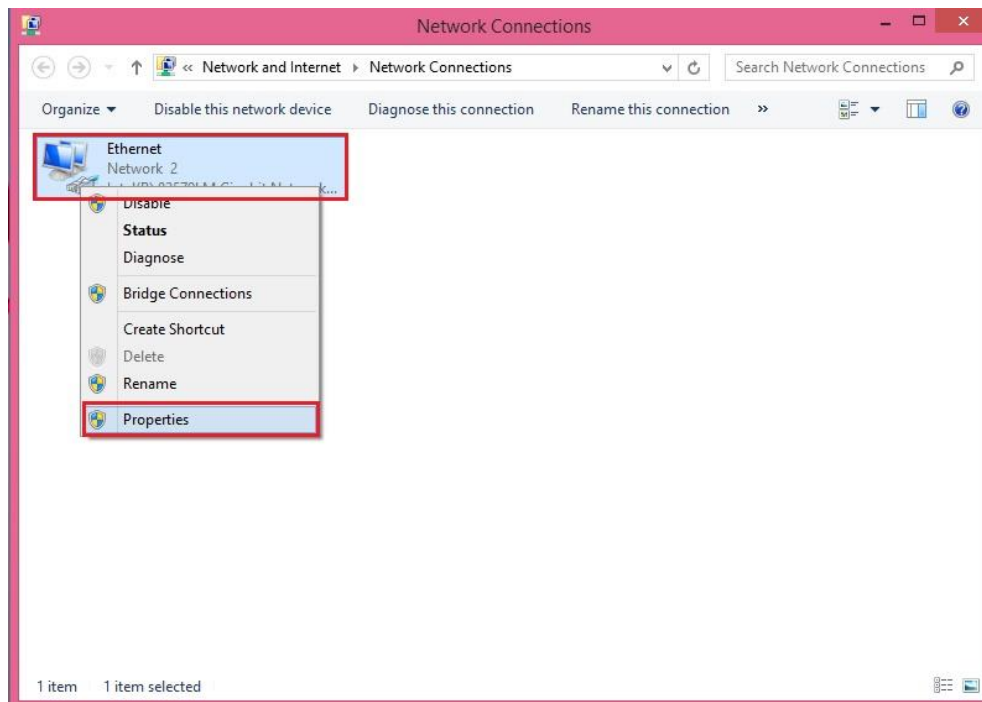 Network Connections
« Network and Internet Network Connections
Search Network Connections
Organize Disable this network device Diagnose this connection Rename this connection »
Ethernet
Network 2
Disable
Status
Diagnose
Bridge Connections
Create Shortcut
Delete
Rename
Properties
1 item 1 item selected